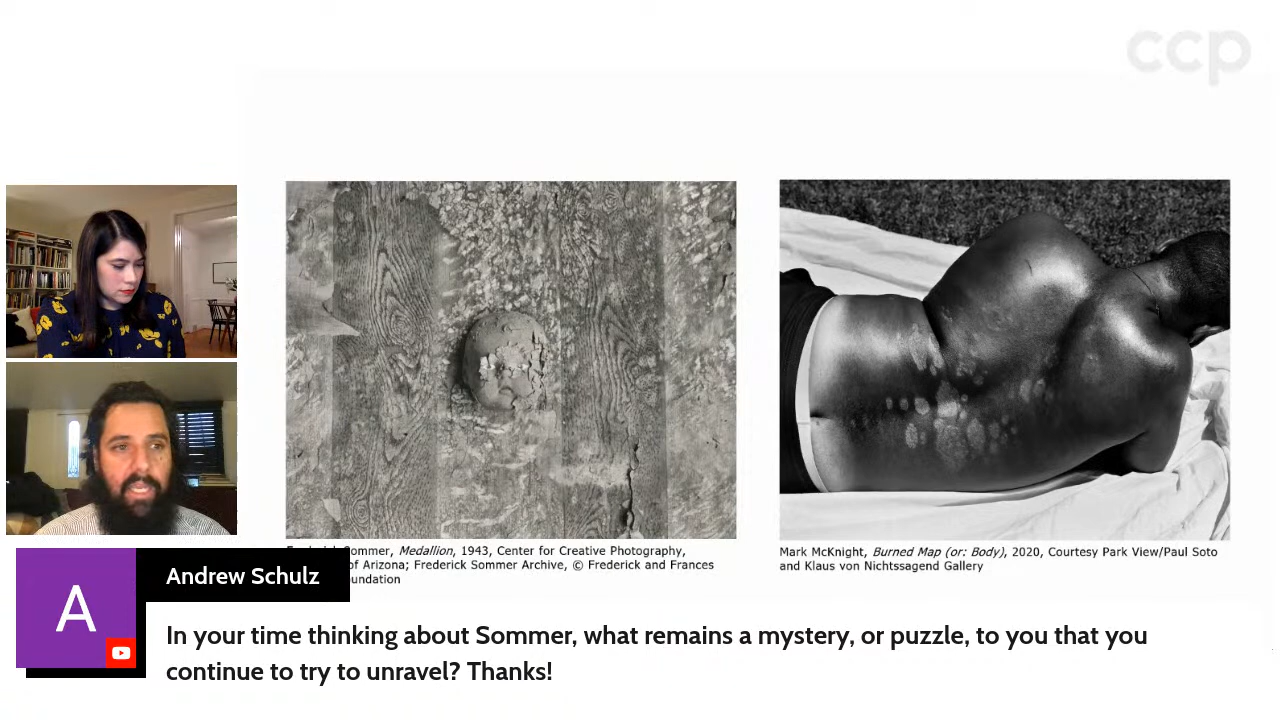 ccp
Sommer, Medallion, 1943, Center for Creative Photography,
of Arizona; Frederick Sommer Archive, © Frederick and Frances
Mark McKnight, Burned Map (or: Body), 2020, Courtesy Park View/Paul Soto
and Klaus von Nichtssagend Gallery
Andrew Schulz
A
In your time thinking about Sommer, what remains a mystery, or puzzle, to you that you
continue to try to unravel? Thanks!